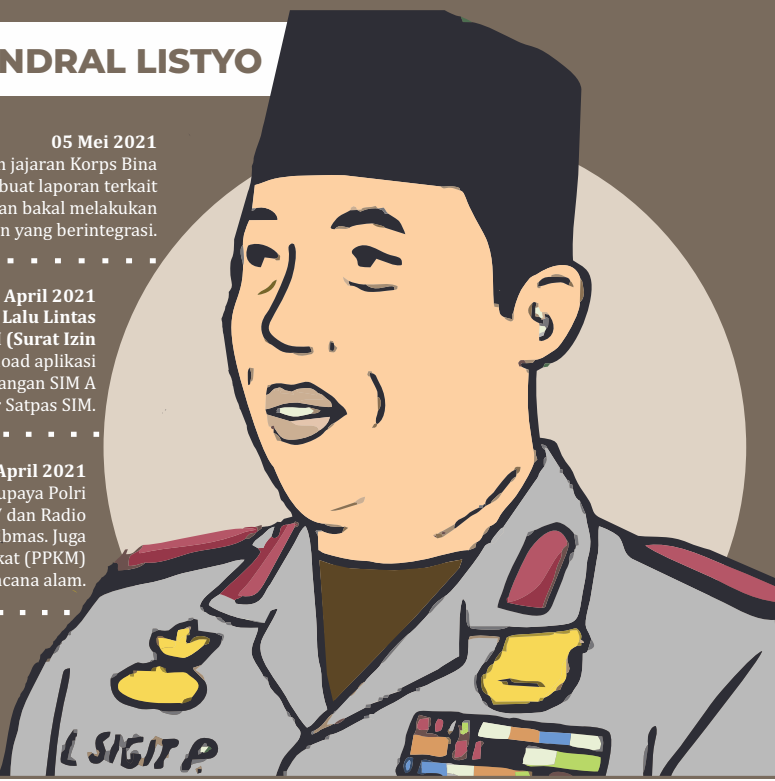 NDRAL LISTYO
05 Mei 2021
n jajaran Korps Bina
buat laporan terkait
an bakal melakukan
n yang berintegrasi.
April 2021
Lalu Lintas
(Surat Izin
oad aplikasi
angan SIM A
Satpas SIM.
April 2021
upaya Polri
dan Radio
bmas. Juga
kat (PPKM)
cana alam.
L SIGIT P